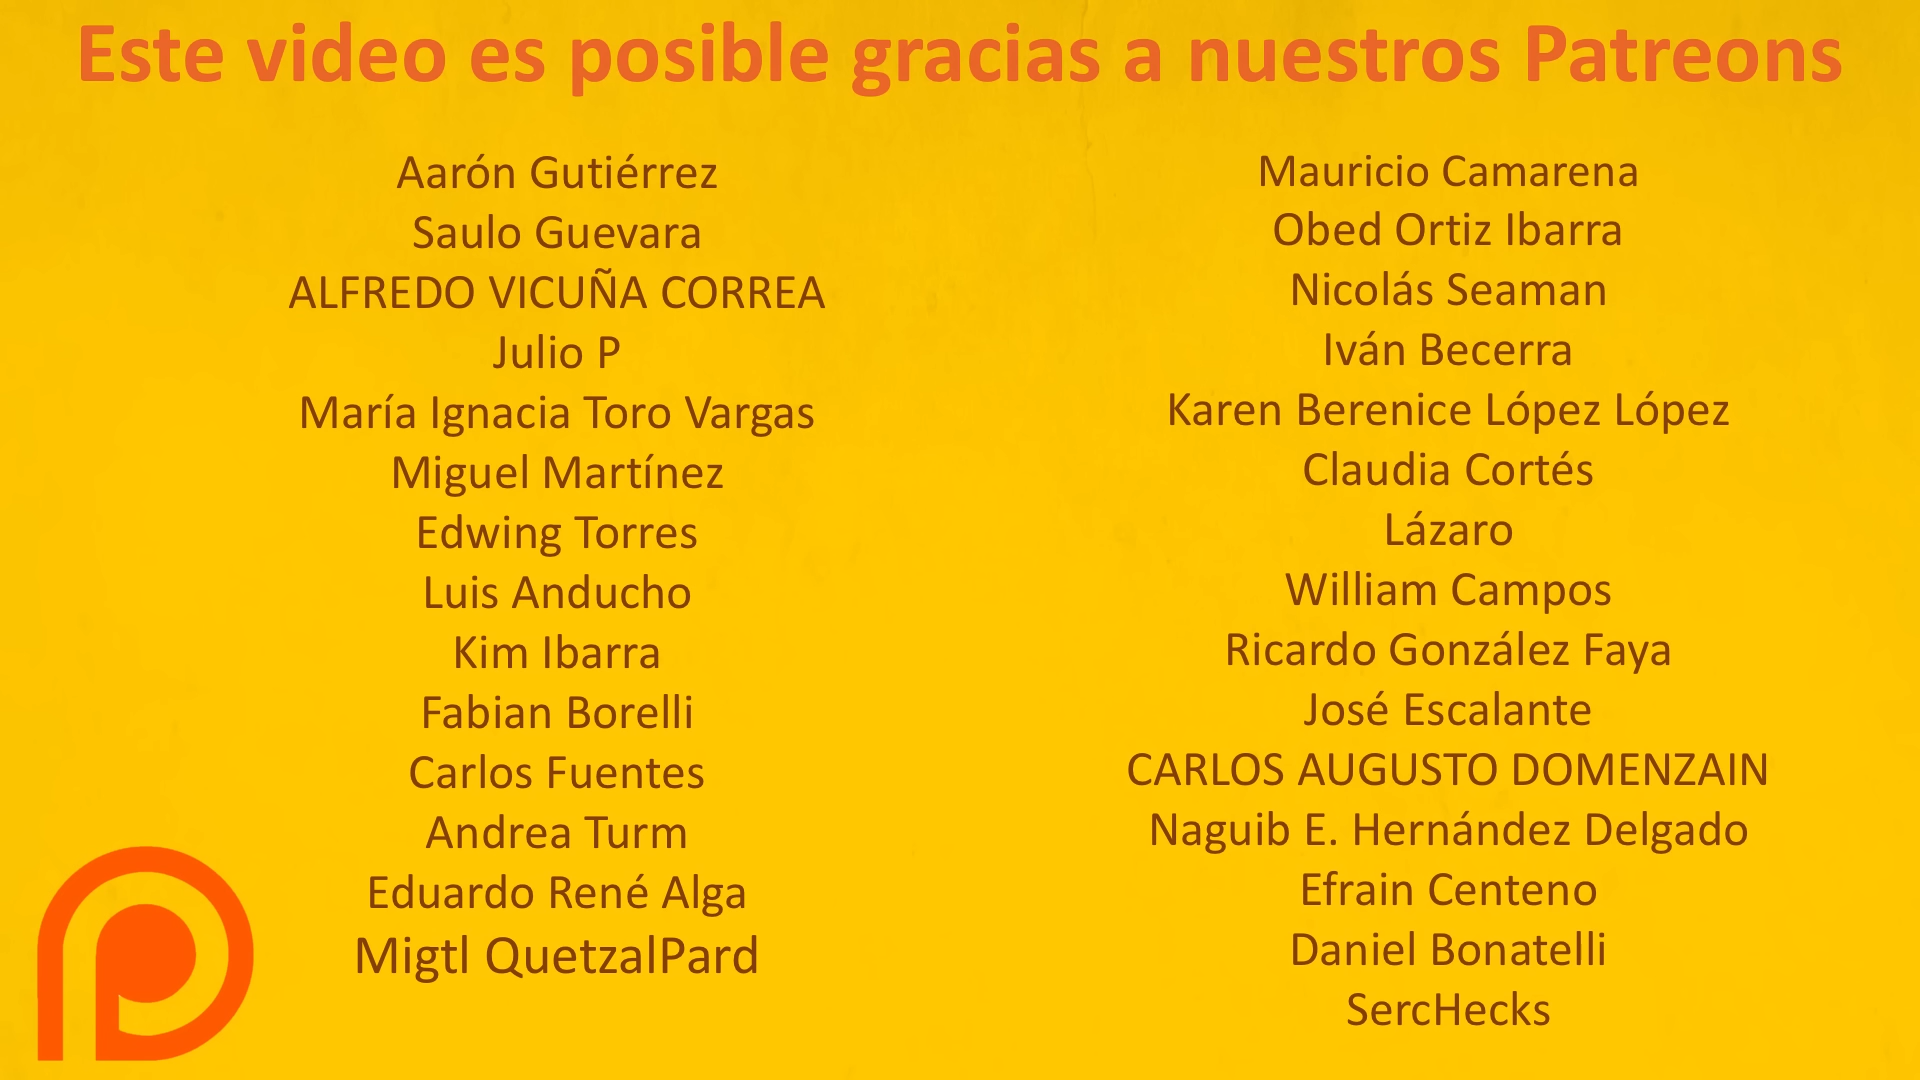 Este video es posible gracias a nuestros Patreons
Aarón Gutiérrez
Saulo Guevara
ALFREDO VICUÑA CORREA
Julio P
María Ignacia Toro Vargas
Miguel Martínez
Edwing Torres
Luis Anducho
Kim Ibarra
Fabian Borelli
Carlos Fuentes
Andrea Turm
Eduardo René Alga
Migtl QuetzalPard
Mauricio Camarena
Obed Ortiz Ibarra
Nicolás Seaman
Iván Becerra
Karen Berenice López López
Claudia Cortés
Lázaro
William Campos
Ricardo González Faya
José Escalante
CARLOS AUGUSTO DOMENZAIN
Naguib E. Hernández Delgado
Efrain Centeno
Daniel Bonatelli
SercHecks